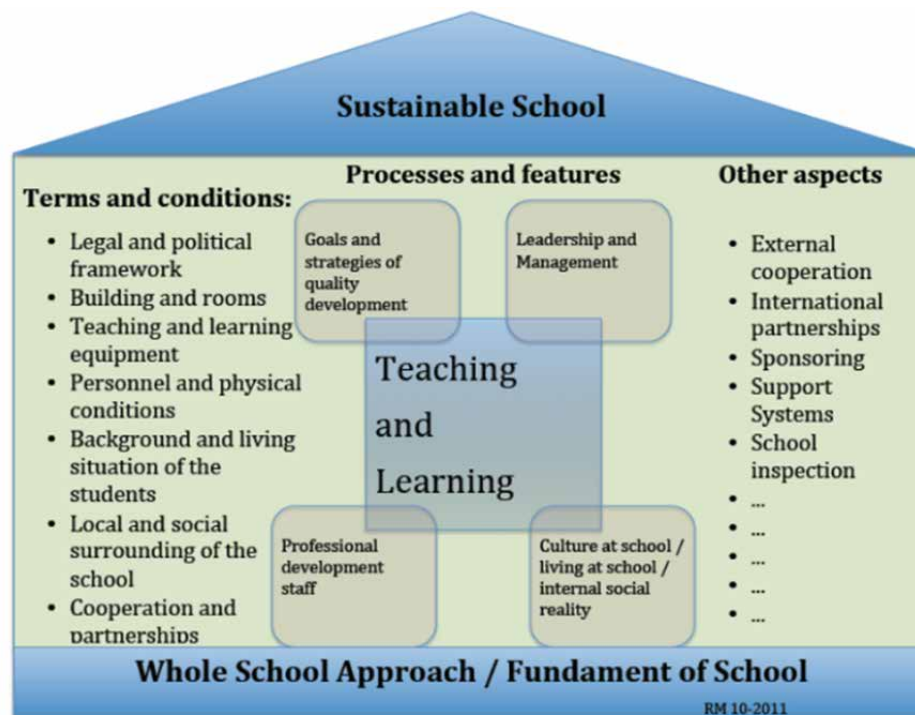 Sustainable School
Terms and conditions:
• Legal and political
framework
• Building and rooms
• Teaching and learning
equipment
• Personnel and physical
conditions
• Background and living
situation of the
students
• Local and social
surrounding of the
school
• Cooperation and
partnerships
Processes and features
Goals and
strategies of
quality
development
Leadership and
Management
Teaching
and
Learning
Professional
development
staff
Culture at school /
living at school /
internal social
reality
Other aspects
• External
cooperation
• International
partnerships
• Sponsoring
• Support
Systems
• School
inspection
• ...
• ...
• ...
• ...
• ...
Whole School Approach / Fundament of School
RM 10-2011